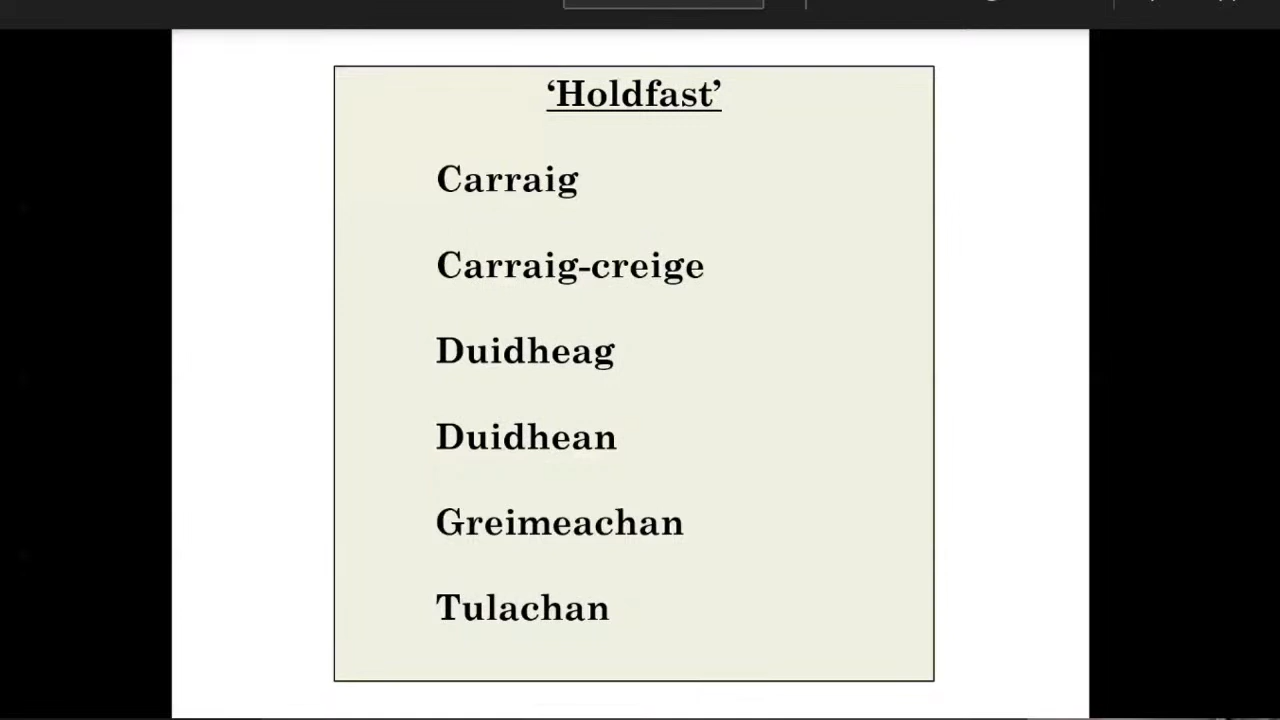 ‘Holdfast’
Carraig
Carraig-creige
Duidheag
Duidhean
Greimeachan
Tulachan